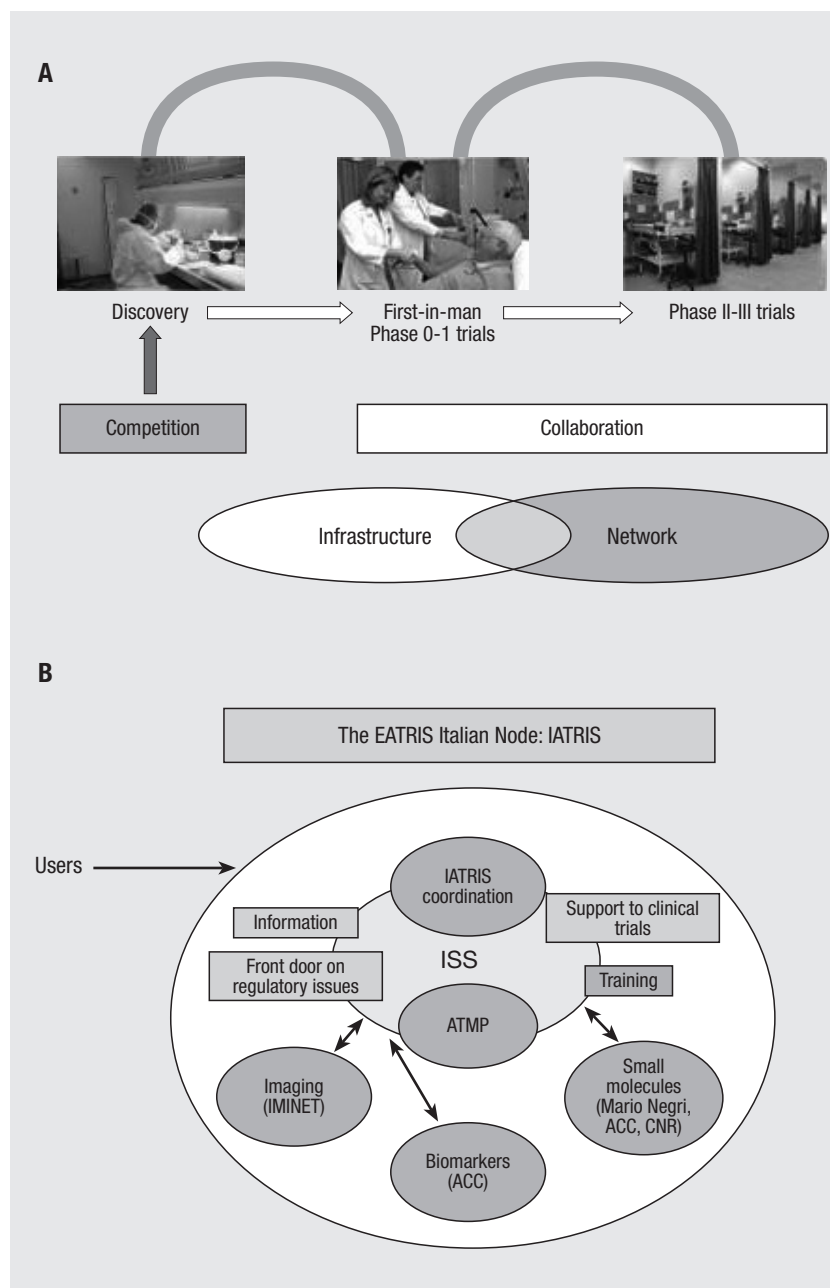 A
Discovery
First-in-man
Phase 0-1 trials
Phase II-III trials
Competition
Collaboration
Infrastructure
Network
B
The EATRIS Italian Node: IATRIS
Users
IATRIS
coordination
Information
Support to clinical
trials
ISS
Front door on
regulatory issues
Training
ATMP
Imaging
(IMINET)
Small
molecules
(Mario Negri,
ACC, CNR)
Biomarkers
(ACC)